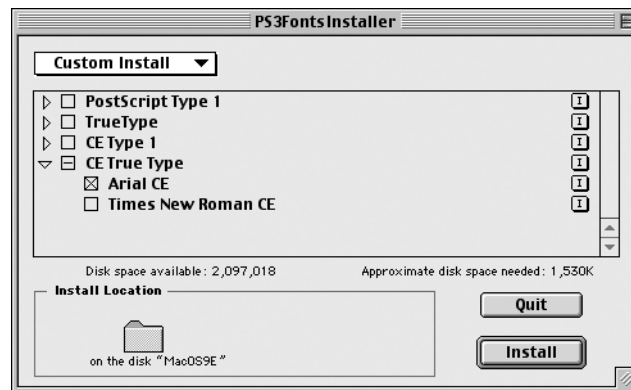 PS3FontsInstaller
Custom Install
PostScript Type 1
I
TrueType
I
CE Type 1
I
CE True Type
I
Arial CE
I
Times New Roman CE
I
Disk space available: 2,097,018 Approximate disk space needed: 1,530K
Install Location
on the disk “MacOS9E”
Quit
Install